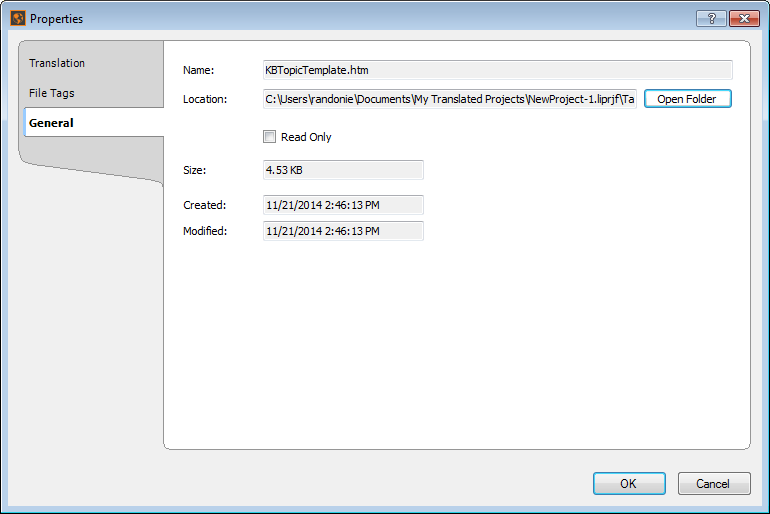 Properties
?
Translation
File Tags
General
Name: KBTopicTemplate.htm
Location: C:\Users\randonie\Documents\My Translated Projects\NewProject-1.liprjf\Ta Open Folder
Read Only
Size: 4.53 KB
Created: 11/21/2014 2:46:13 PM
Modified: 11/21/2014 2:46:13 PM
OK Cancel